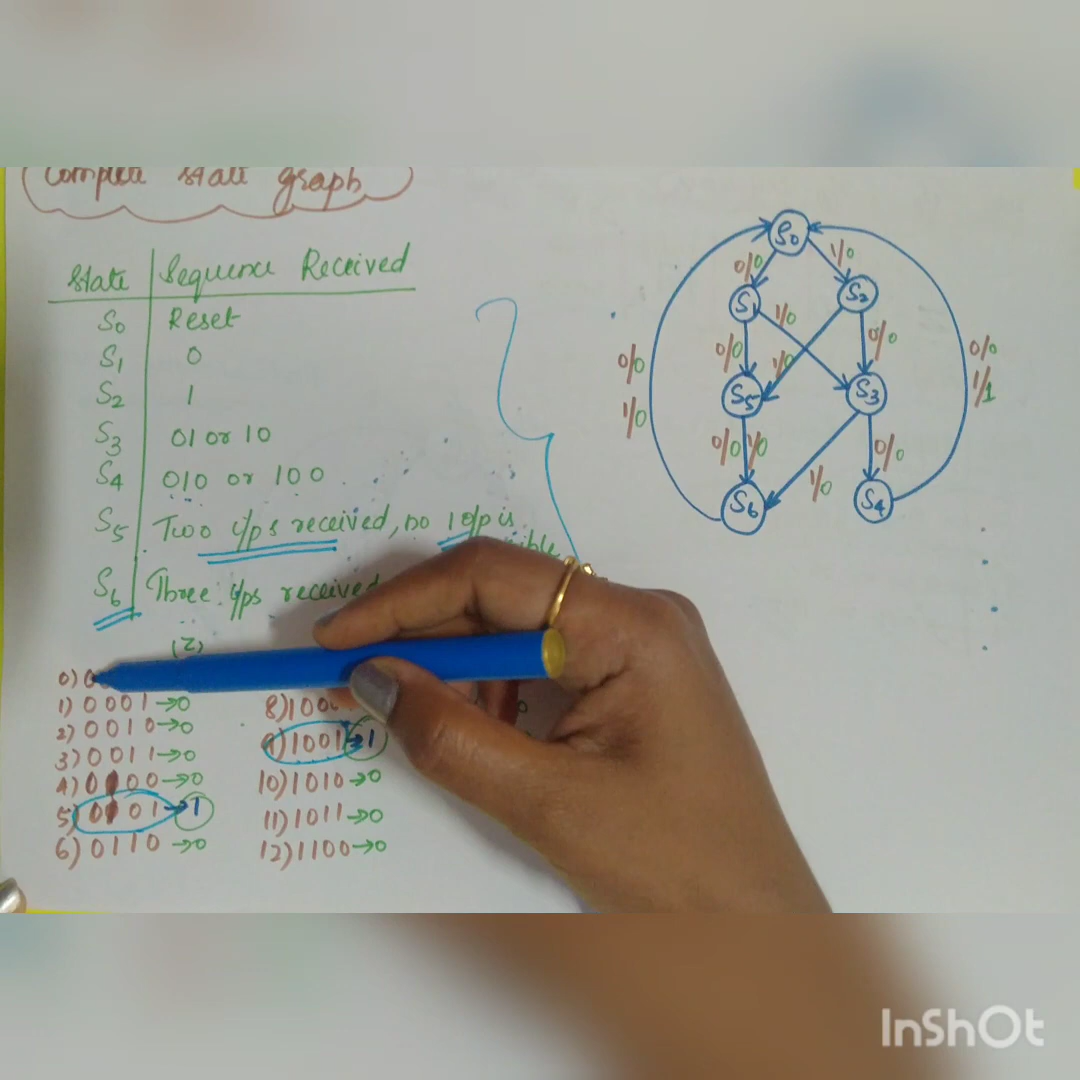 Complete state graph
State Sequence Received
S0 Reset
S1 0
S2 1
S3 01 or 10
S4 010 or 100
S5 Two i/ps received, no 1 o/p is
S6 Three i/ps received
(Z)
0) 0
1) 0001→0
2) 0010→0
3) 0011→0
4) 0100→0
5) 0101→1
6) 0110→0
8) 100
9) 1001→1
10) 1010→0
11) 1011→0
12) 1100→0
S0
0/0 1/0
S1 S2
1/0
0/0 1/0 0/0
0/0
1/0
0/0
1/1
S5 S3
0/0 1/0 1/0 0/0
S6 S4
InShOt